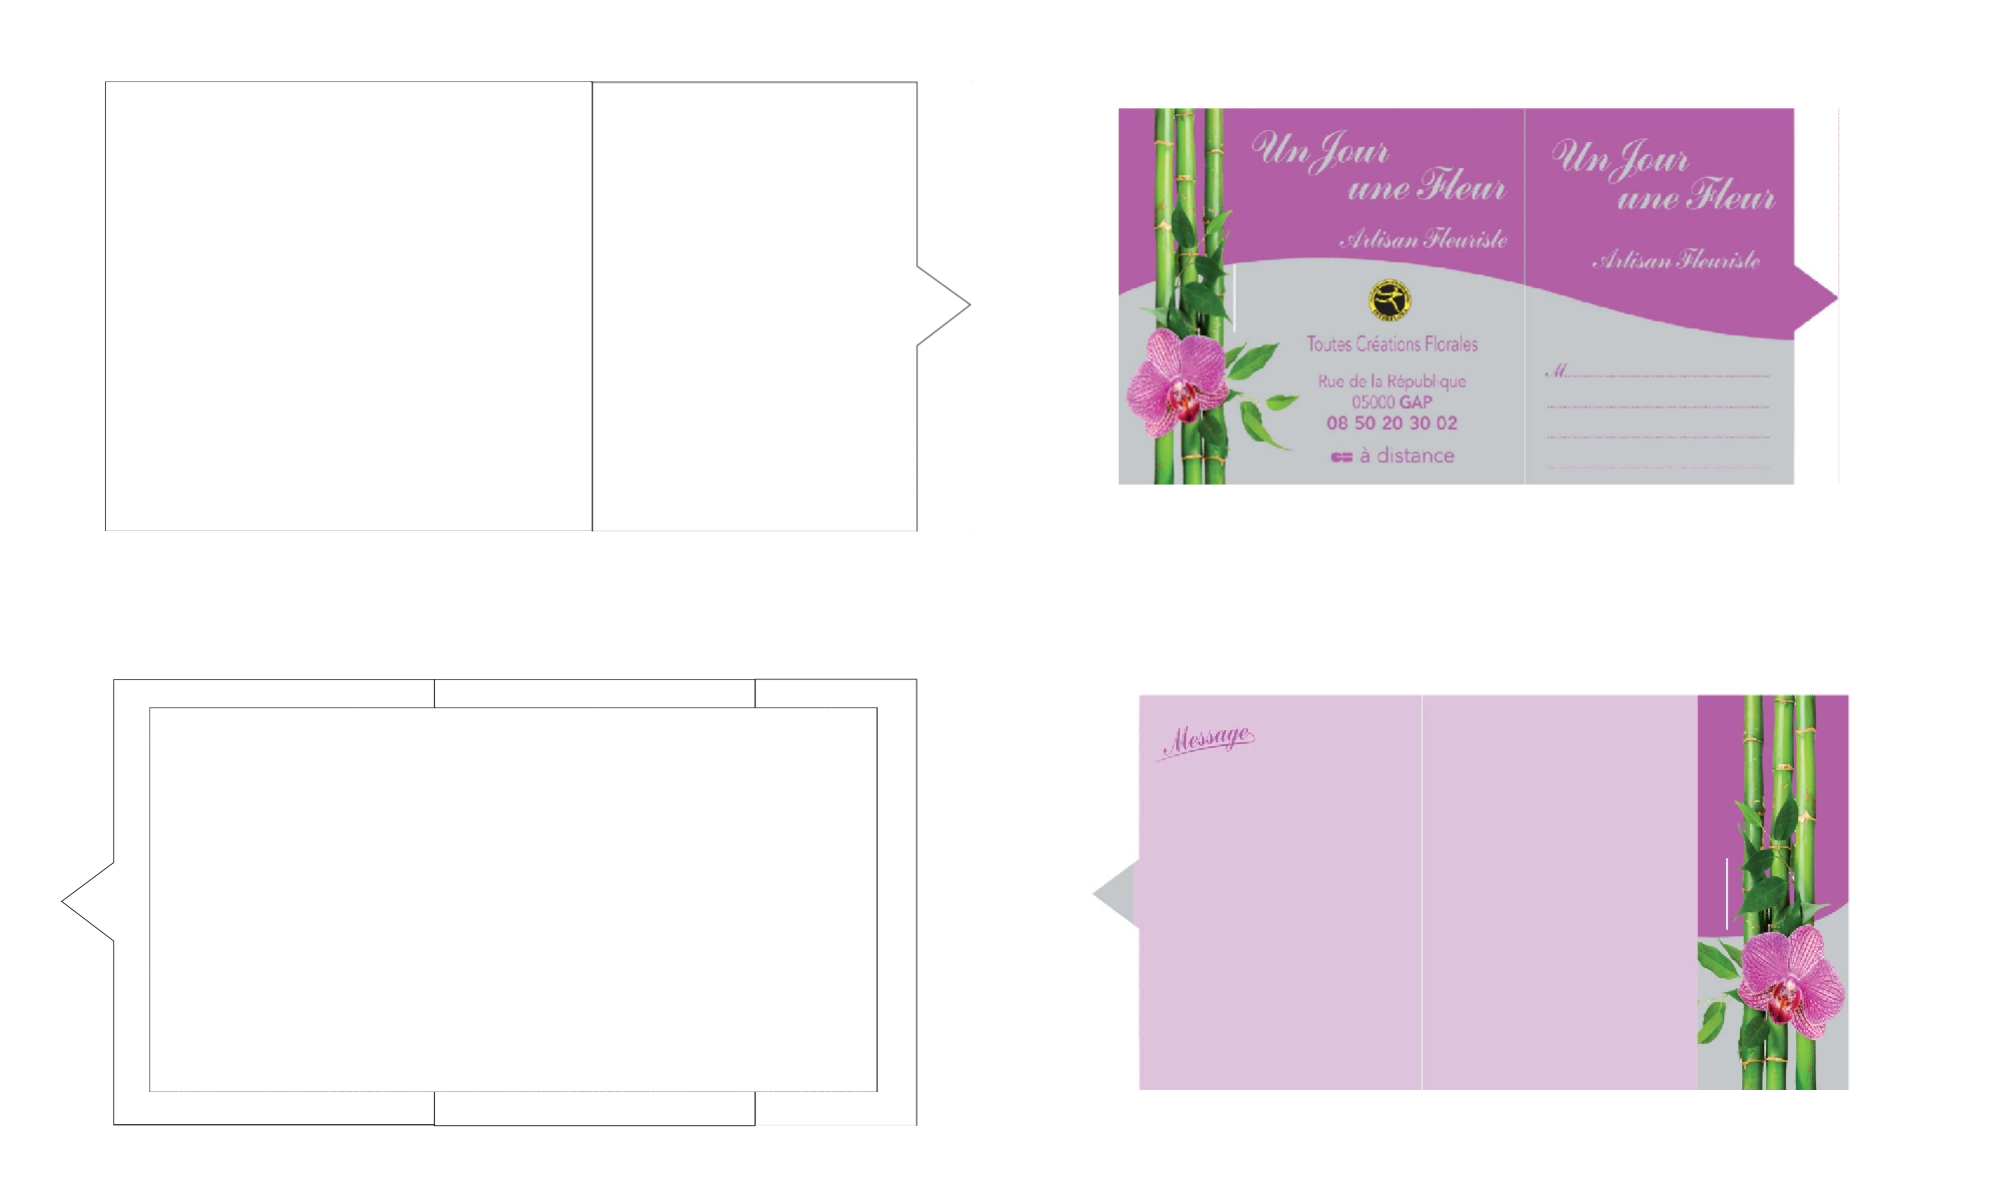 Un Jour
une Fleur
Artisan Fleuriste
Toutes Créations Florales
Rue de la République
05000 GAP
08 50 20 30 02
à distance
Un Jour
une Fleur
Artisan Fleuriste
M
Message